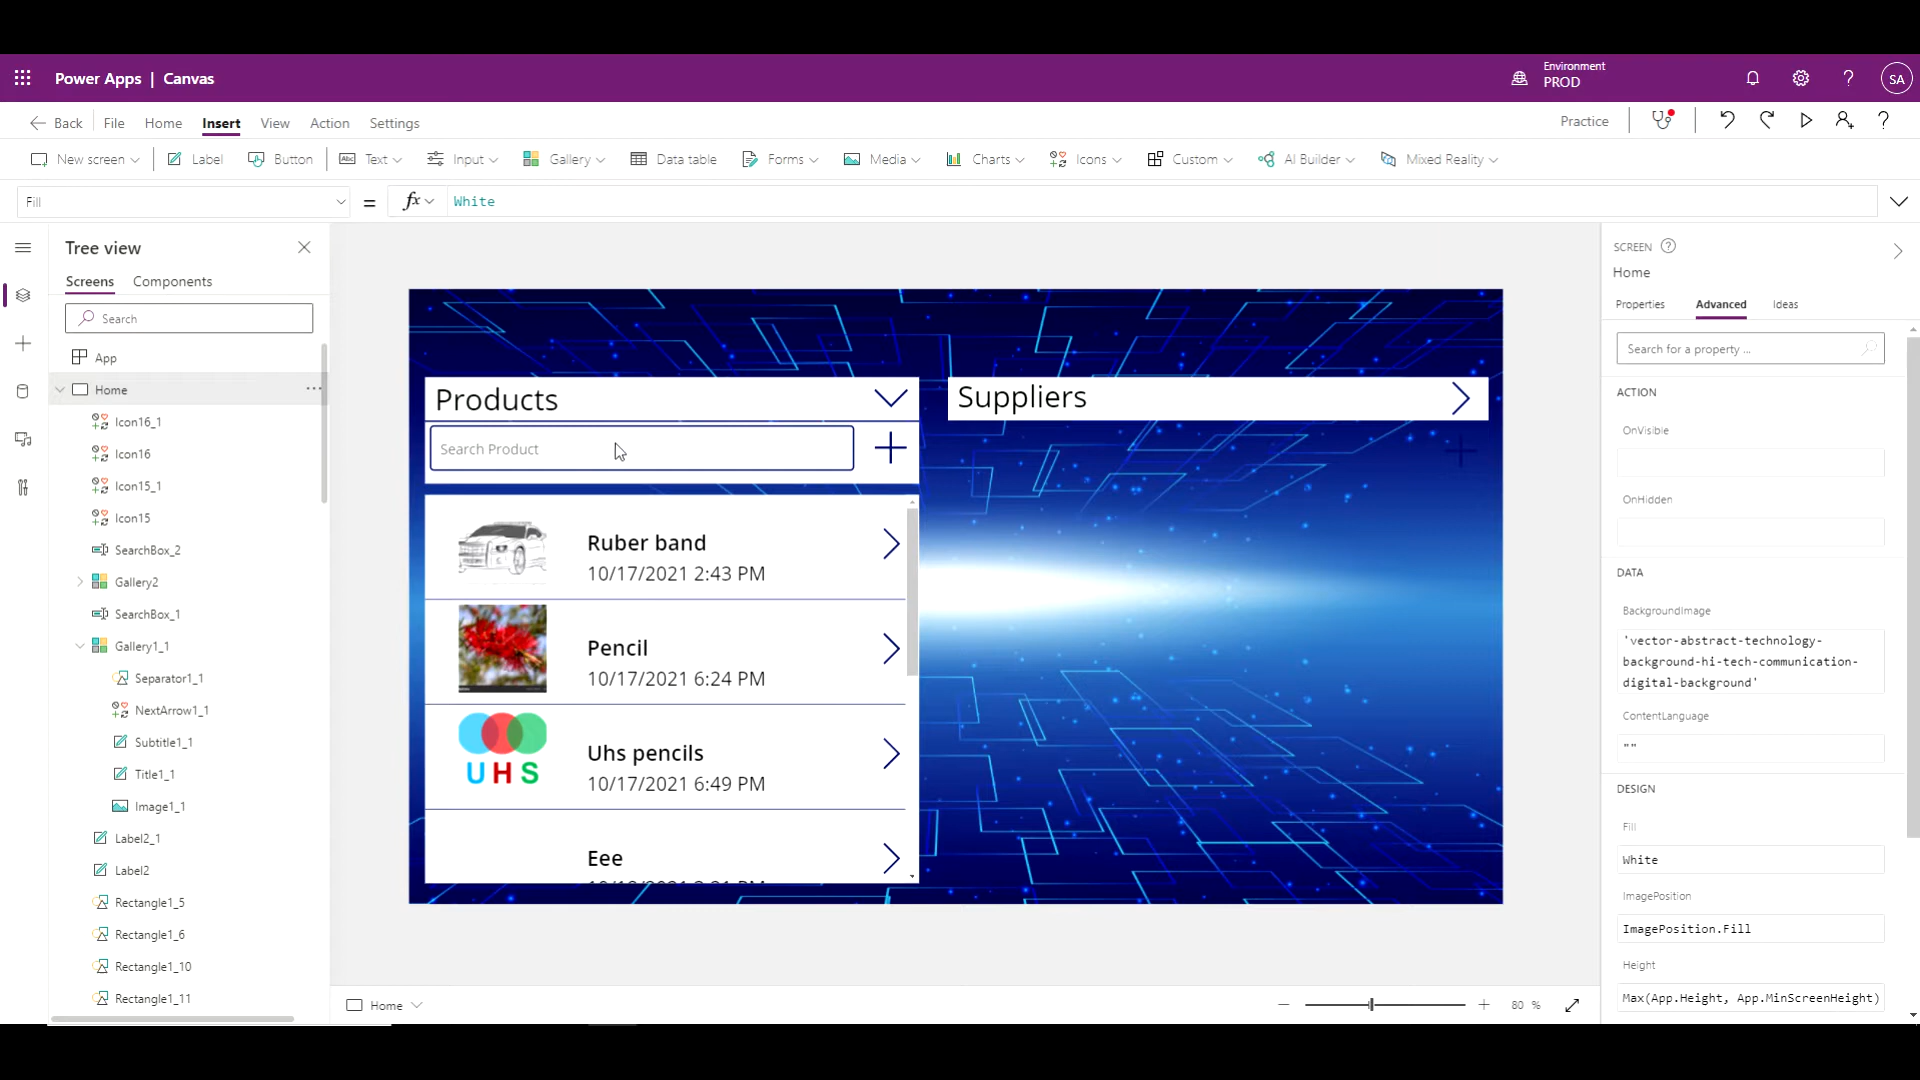 Power Apps | Canvas
Environment
PROD
SA
Back
File
Home
Insert
View
Action
Settings
Practice
New screen
Label
Button
Abc
Text
Input
Gallery
Data table
Forms
Media
Charts
Icons
Custom
AI Builder
Mixed Reality
Fill
=
fx
White
Tree view
Screens
Components
Search
App
Home
Icon16_1
Icon16
Icon15_1
Icon15
SearchBox_2
Gallery2
SearchBox_1
Gallery1_1
Separator1_1
NextArrow1_1
Subtitle1_1
Title1_1
Image1_1
Label2_1
Label2
Rectangle1_5
Rectangle1_6
Rectangle1_10
Rectangle1_11
Products
Search Product
Ruber band
10/17/2021 2:43 PM
Pencil
10/17/2021 6:24 PM
UHS
Uhs pencils
10/17/2021 6:49 PM
Eee
Suppliers
Home
80 %
SCREEN
Home
Properties
Advanced
Ideas
Search for a property ...
ACTION
OnVisible
OnHidden
DATA
BackgroundImage
'vector-abstract-technology-
background-hi-tech-communication-
digital-background'
ContentLanguage
""
DESIGN
Fill
White
ImagePosition
ImagePosition.Fill
Height
Max(App.Height, App.MinScreenHeight)